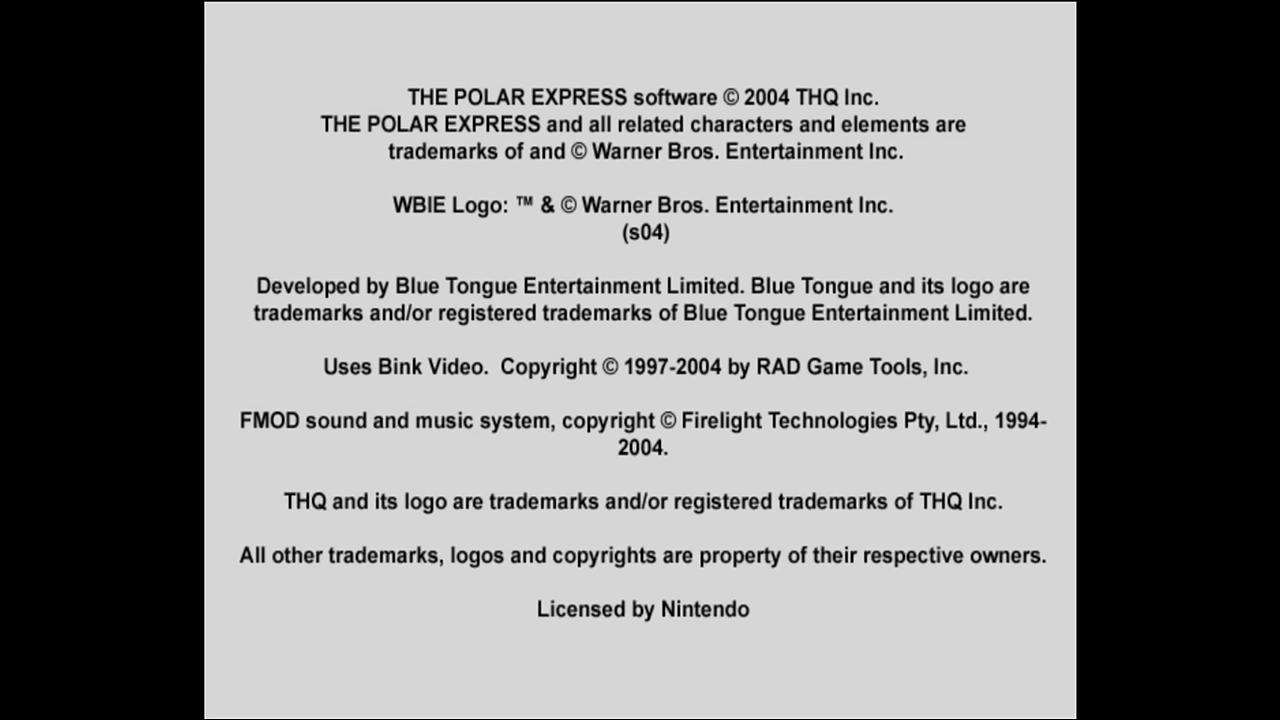 THE POLAR EXPRESS software © 2004 THQ Inc.
THE POLAR EXPRESS and all related characters and elements are
trademarks of and © Warner Bros. Entertainment Inc.
WBIE Logo: ™ & © Warner Bros. Entertainment Inc.
(s04)
Developed by Blue Tongue Entertainment Limited. Blue Tongue and its logo are
trademarks and/or registered trademarks of Blue Tongue Entertainment Limited.
Uses Bink Video.  Copyright © 1997-2004 by RAD Game Tools, Inc.
FMOD sound and music system, copyright © Firelight Technologies Pty, Ltd., 1994-
2004.
THQ and its logo are trademarks and/or registered trademarks of THQ Inc.
All other trademarks, logos and copyrights are property of their respective owners.
Licensed by Nintendo